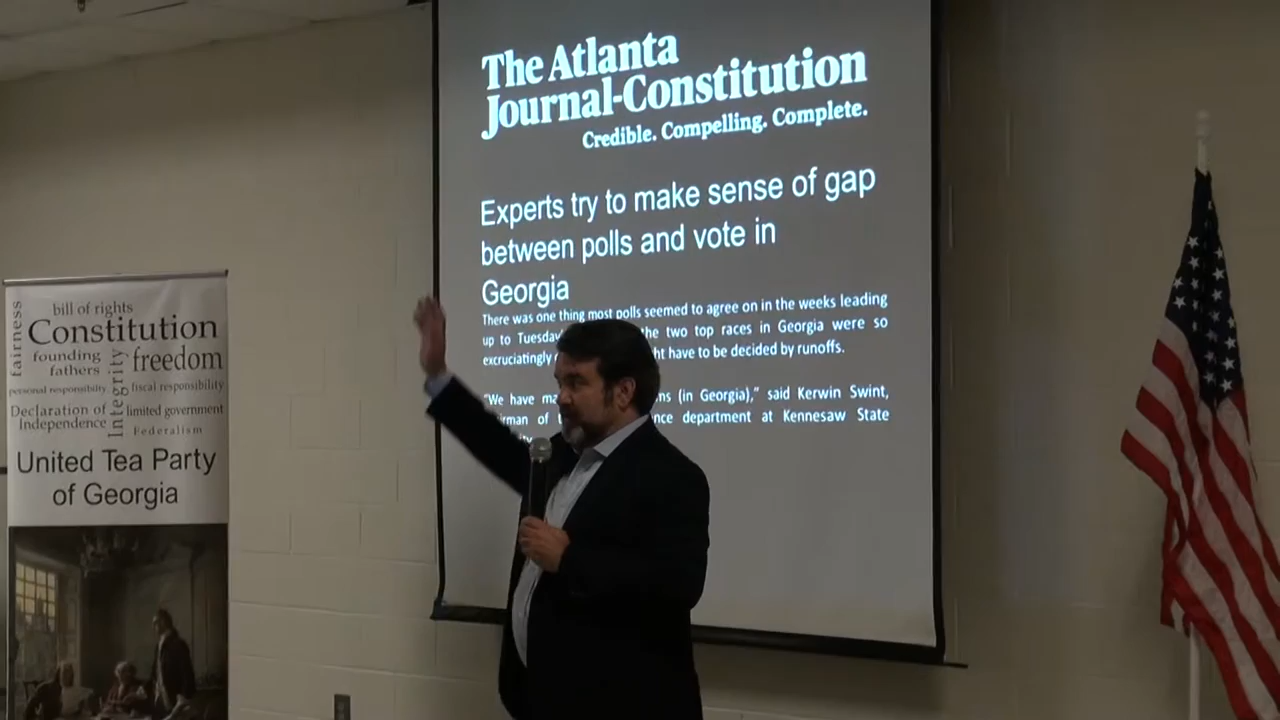 The Atlanta
Journal-Constitution
Credible. Compelling. Complete.
Experts try to make sense of gap
between polls and vote in
Georgia
There was one thing most polls seemed to agree on in the weeks leading
up to Tuesday the two top races in Georgia were so
excruciatingly have to be decided by runoffs.
"We have (in Georgia)," said Kerwin Swint,
of department at Kennesaw State
fairness
bill of rights
Constitution
founding
fathers
Integrity
freedom
personal responsibility
fiscal responsibility
Declaration of
Independence
limited government
Federalism
United Tea Party
of Georgia